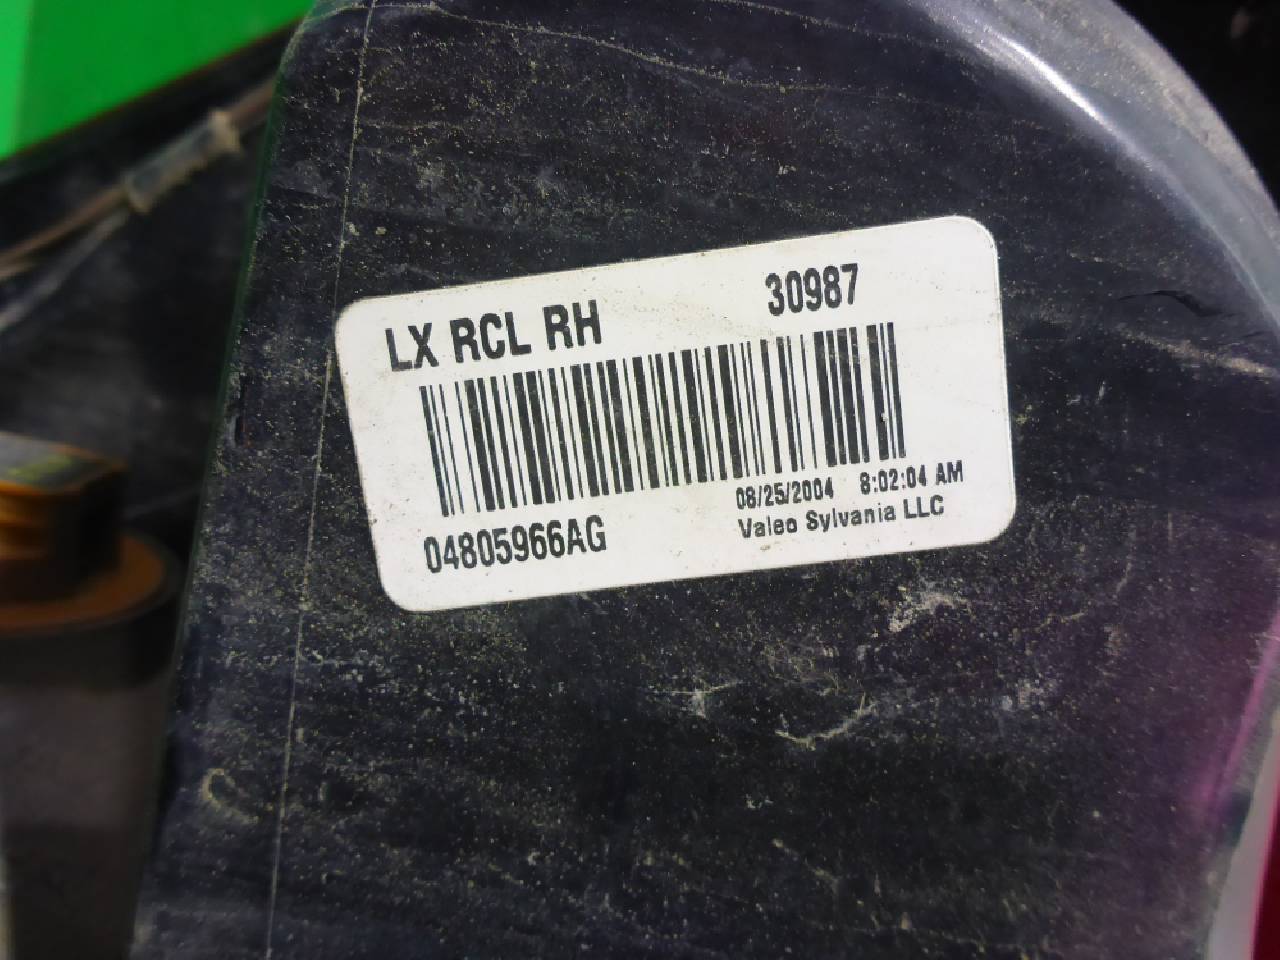 LX RCL RH 30987
04805966AG
08/25/2004 8:02:04 AM
Valeo Sylvania LLC